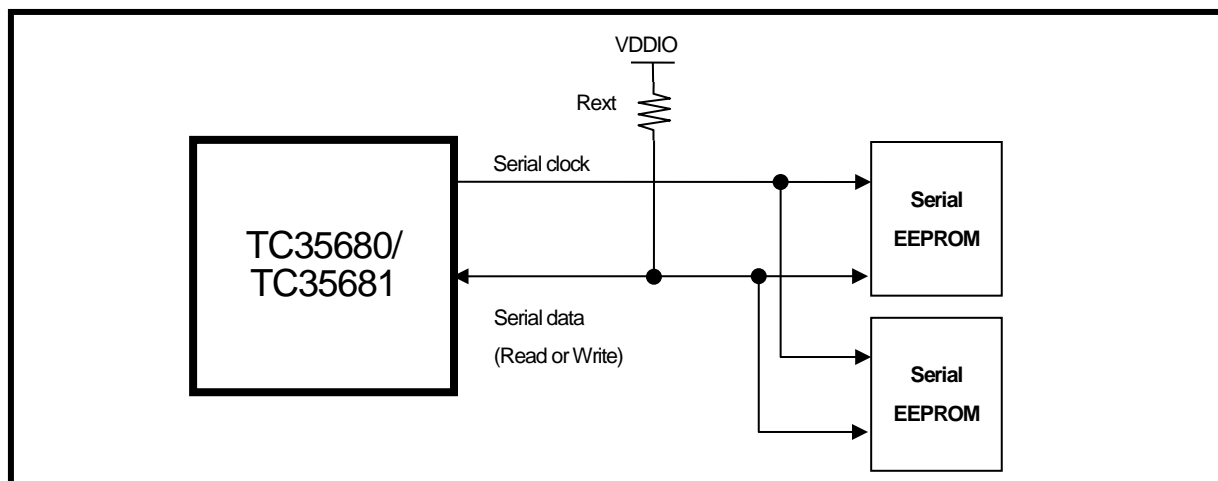 VDDIO
Rext
Serial clock
TC35680/
TC35681
Serial data
(Read or Write)
Serial
EEPROM
Serial
EEPROM